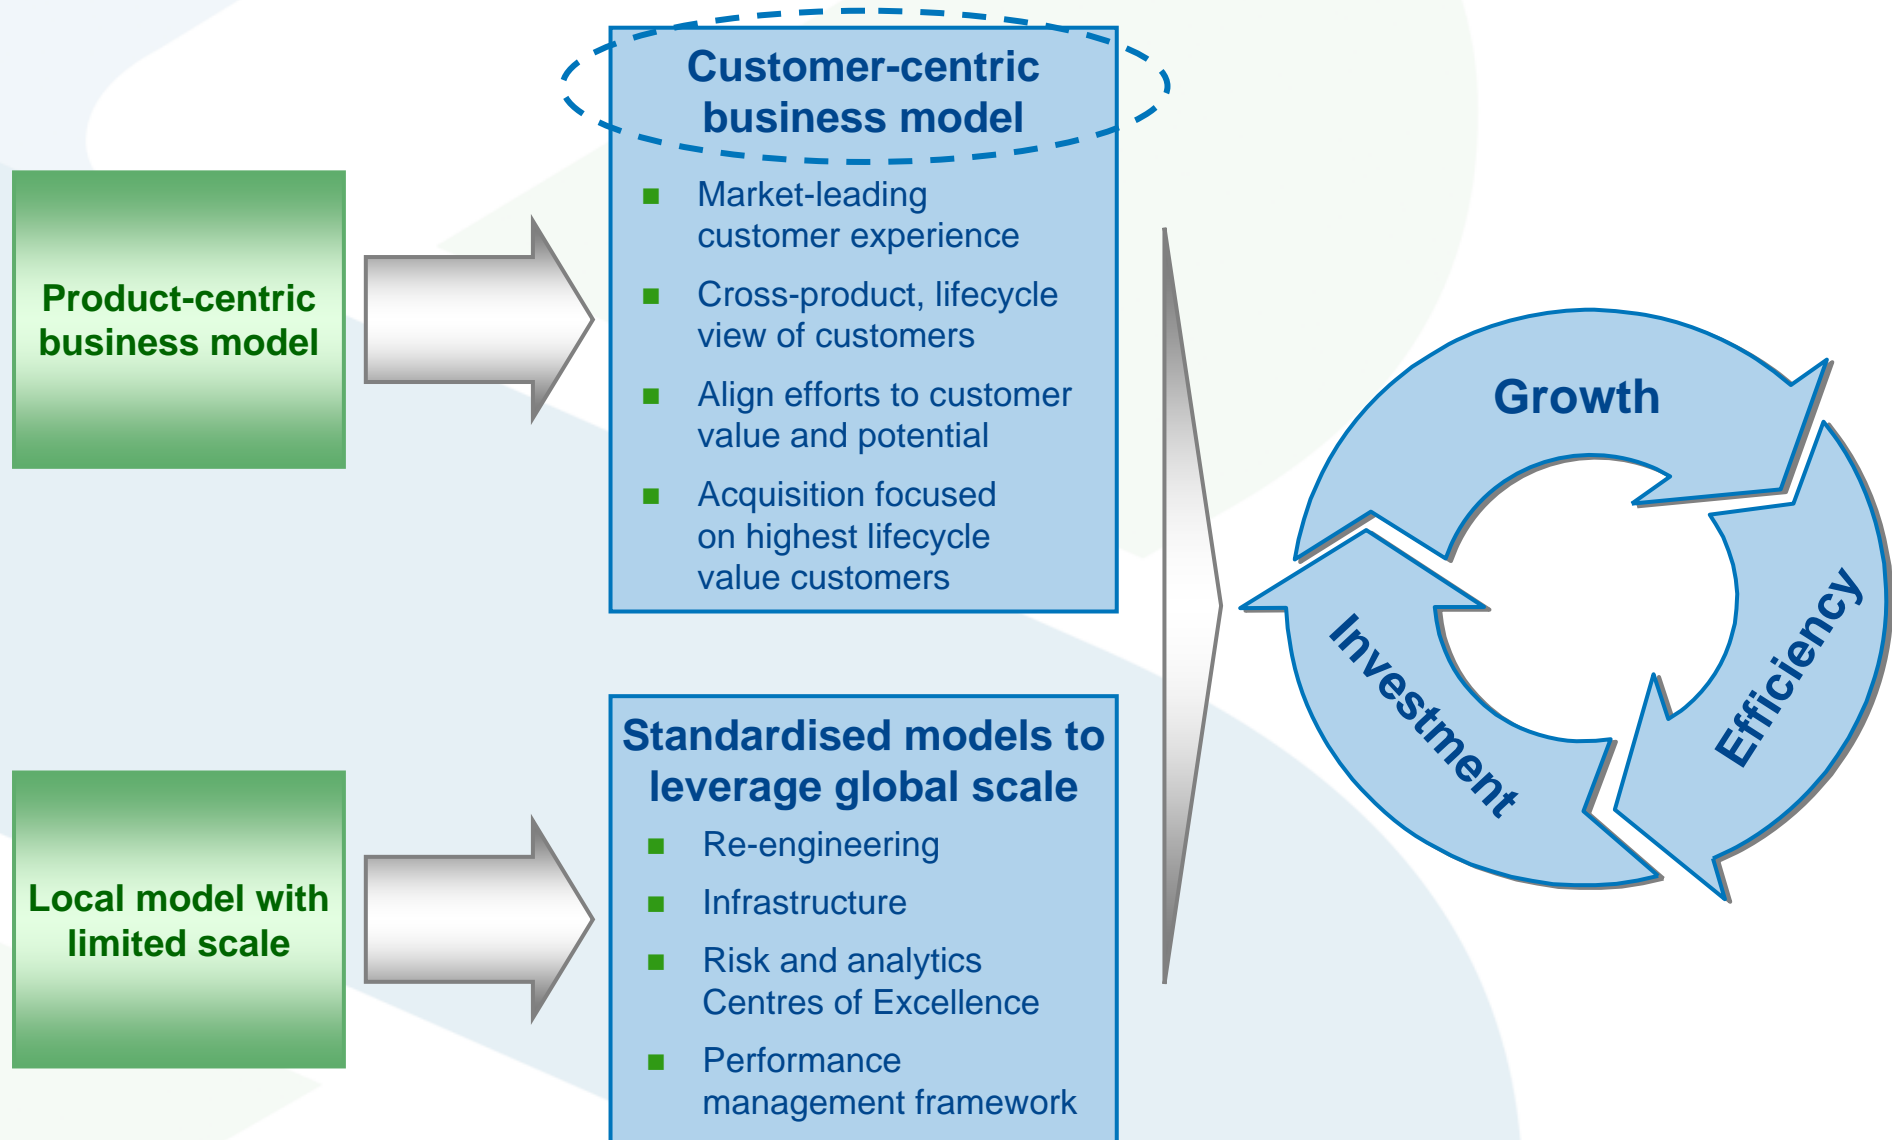 Product-centric
business model
Customer-centric
business model
Market-leading
customer experience
Cross-product, lifecycle
view of customers
Align efforts to customer
value and potential
Acquisition focused
on highest lifecycle
value customers
Local model with
limited scale
Standardised models to
leverage global scale
Re-engineering
Infrastructure
Risk and analytics
Centres of Excellence
Performance
management framework
Growth
Efficiency
Investment